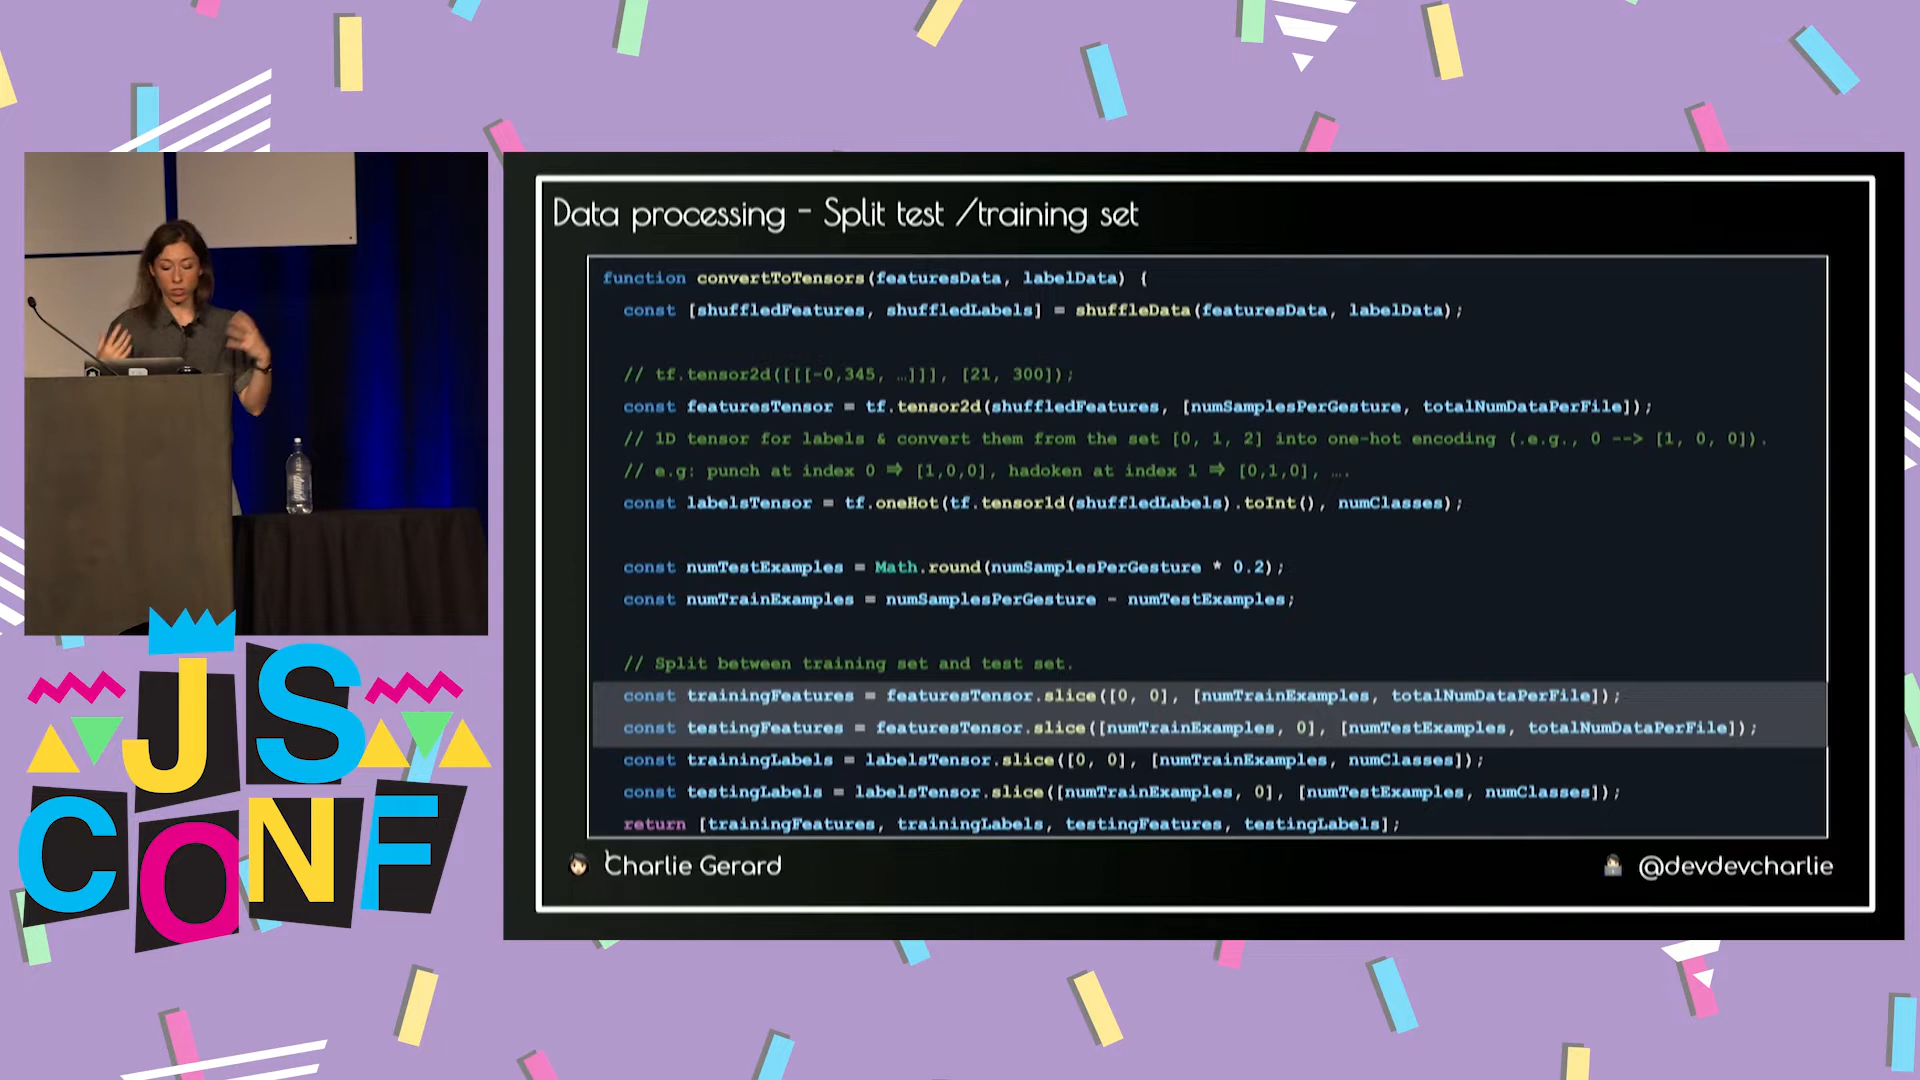 Data processing - Split test /training set
function convertToTensors(featuresData, labelData) {
const [shuffledFeatures, shuffledLabels] = shuffleData(featuresData, labelData);
// tf.tensor2d([[[-0,345, …]]], [21, 300]);
const featuresTensor = tf.tensor2d(shuffledFeatures, [numSamplesPerGesture, totalNumDataPerFile]);
// 1D tensor for labels & convert them from the set [0, 1, 2] into one-hot encoding (.e.g., 0 --> [1, 0, 0]).
// e.g: punch at index 0 => [1,0,0], hadoken at index 1 => [0,1,0], ….
const labelsTensor = tf.oneHot(tf.tensor1d(shuffledLabels).toInt(), numClasses);
const numTestExamples = Math.round(numSamplesPerGesture * 0.2);
const numTrainExamples = numSamplesPerGesture - numTestExamples;
// Split between training set and test set.
const trainingFeatures = featuresTensor.slice([0, 0], [numTrainExamples, totalNumDataPerFile]);
const testingFeatures = featuresTensor.slice([numTrainExamples, 0], [numTestExamples, totalNumDataPerFile]);
const trainingLabels = labelsTensor.slice([0, 0], [numTrainExamples, numClasses]);
const testingLabels = labelsTensor.slice([numTrainExamples, 0], [numTestExamples, numClasses]);
return [trainingFeatures, trainingLabels, testingFeatures, testingLabels];
Charlie Gerard
@devdevcharlie
JS
CONF